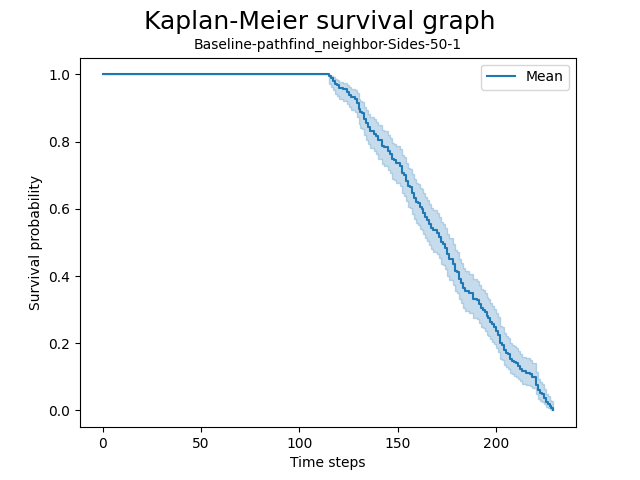 Kaplan-Meier survival graph
Baseline-pathfind_neighbor-Sides-50-1
Mean
1.0
0.8
0.6
0.4
0.2
0.0
Survival probability
0
50
100
150
200
Time steps